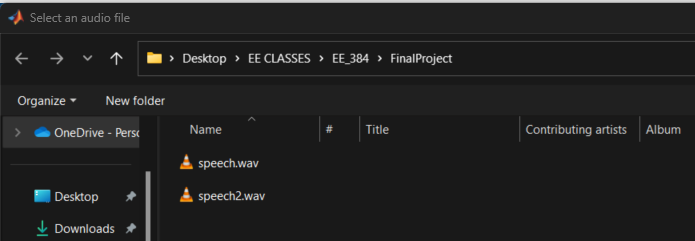 Select an audio file
Desktop > EE CLASSES > EE_384 > FinalProject
Organize New folder
Name # Title Contributing artists Album
OneDrive - Perso
speech.wav
Desktop speech2.wav
Downloads